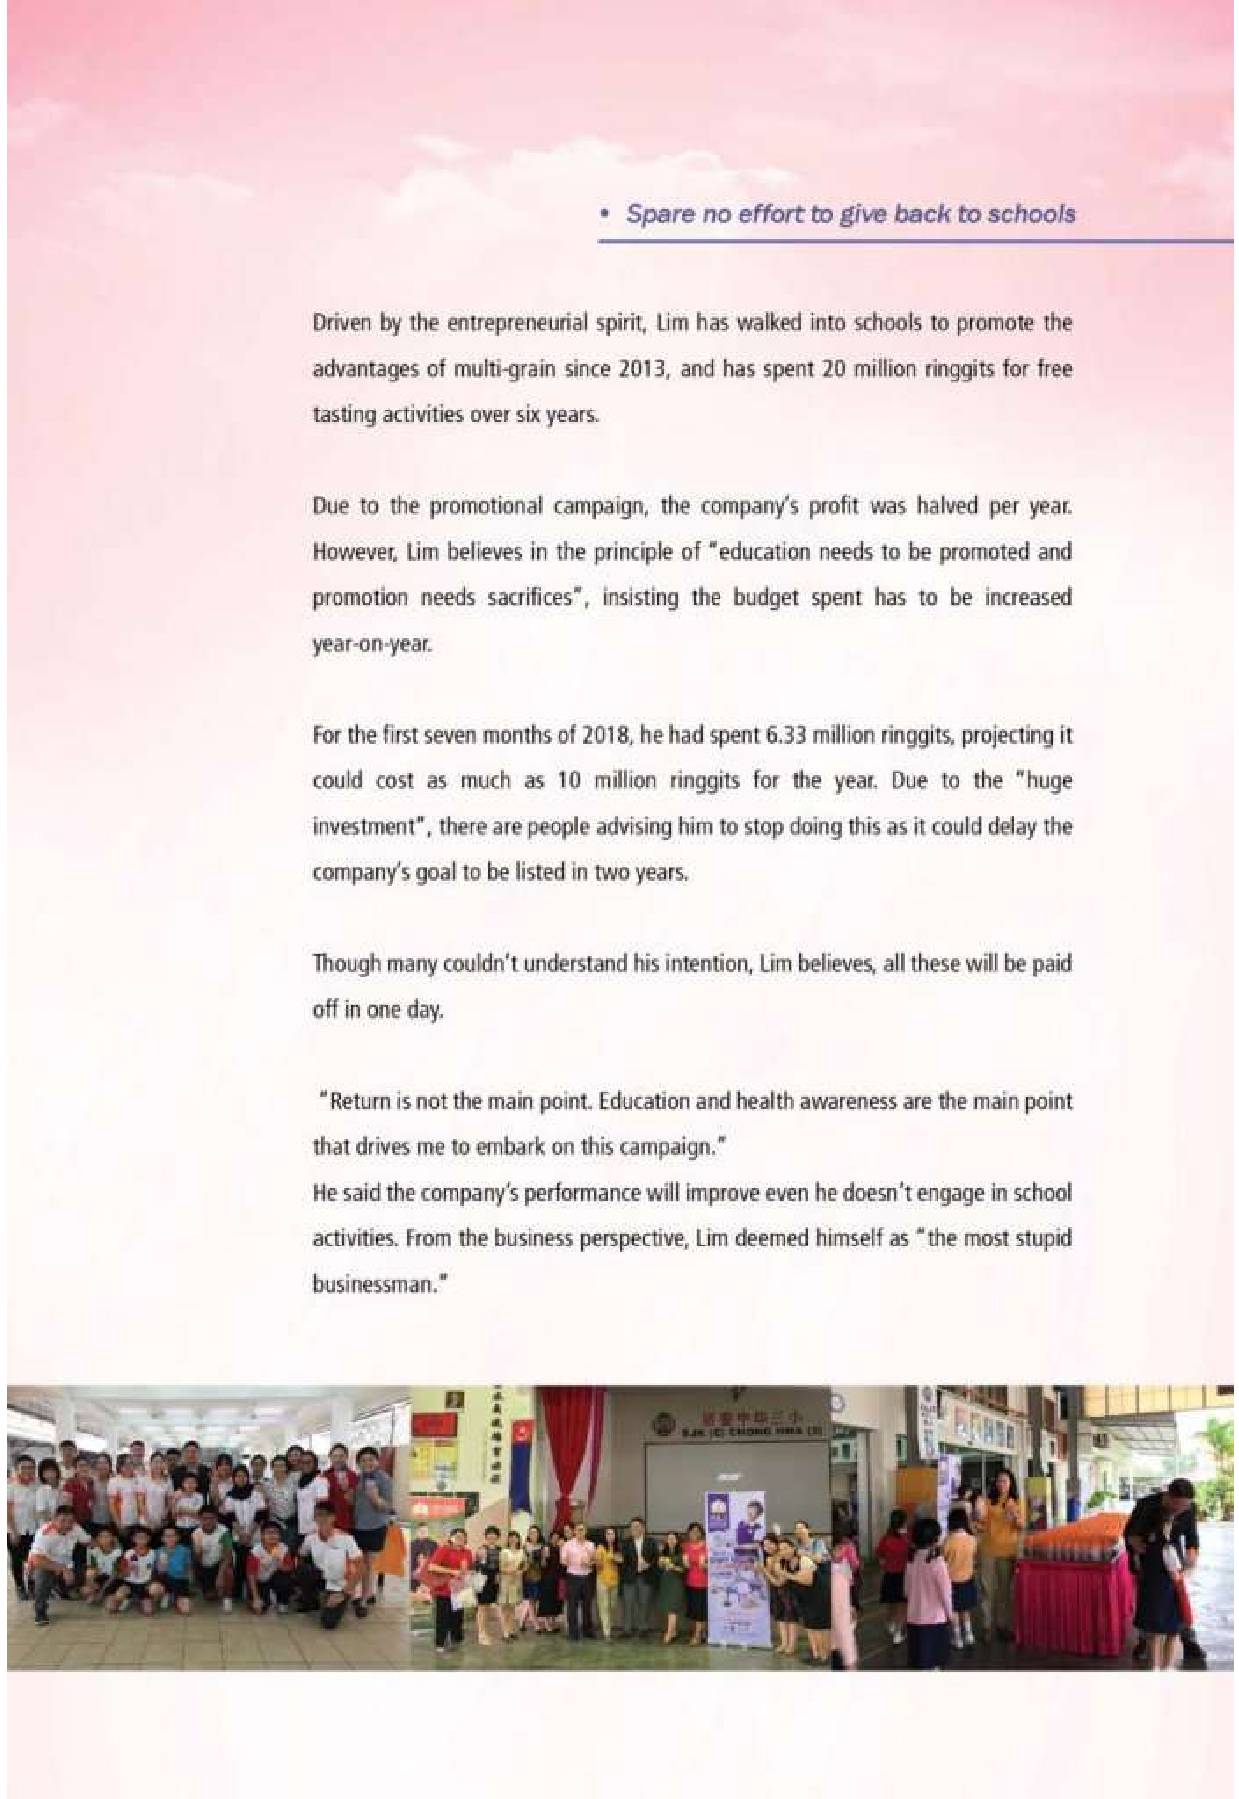 • Spare no effort to give back to schools
Driven by the entrepreneurial spirit, Lim has walked into schools to promote the
advantages of multi-grain since 2013, and has spent 20 million ringgits for free
tasting activities over six years.
Due to the promotional campaign, the company's profit was halved per year.
However, Lim believes in the principle of "education needs to be promoted and
promotion needs sacrifices", insisting the budget spent has to be increased
year-on-year.
For the first seven months of 2018, he had spent 6.33 million ringgits, projecting it
could cost as much as 10 million ringgits for the year. Due to the "huge
investment", there are people advising him to stop doing this as it could delay the
company's goal to be listed in two years.
Though many couldn't understand his intention, Lim believes, all these will be paid
off in one day.
"Return is not the main point. Education and health awareness are the main point
that drives me to embark on this campaign."
He said the company's performance will improve even he doesn't engage in school
activities. From the business perspective, Lim deemed himself as "the most stupid
businessman."
中华三小
SJK (C) CHONG HWA (3)